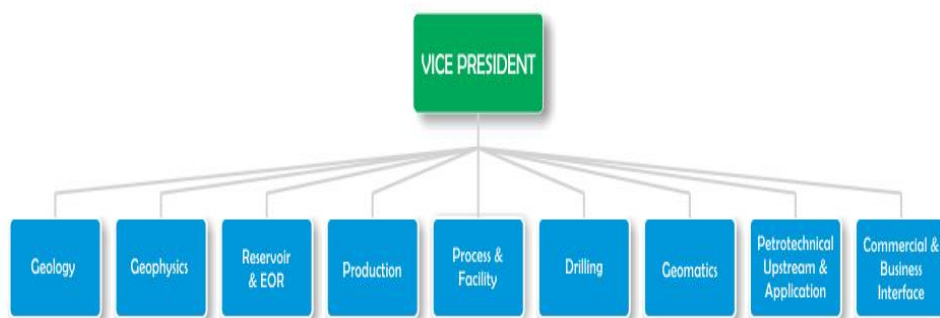 VICE PRESIDENT
Geology
Geophysics
Reservoir
& EOR
Production
Process &
Facility
Drilling
Geomatics
Petrotechnical
Upstream &
Application
Commercial &
Business
Interface